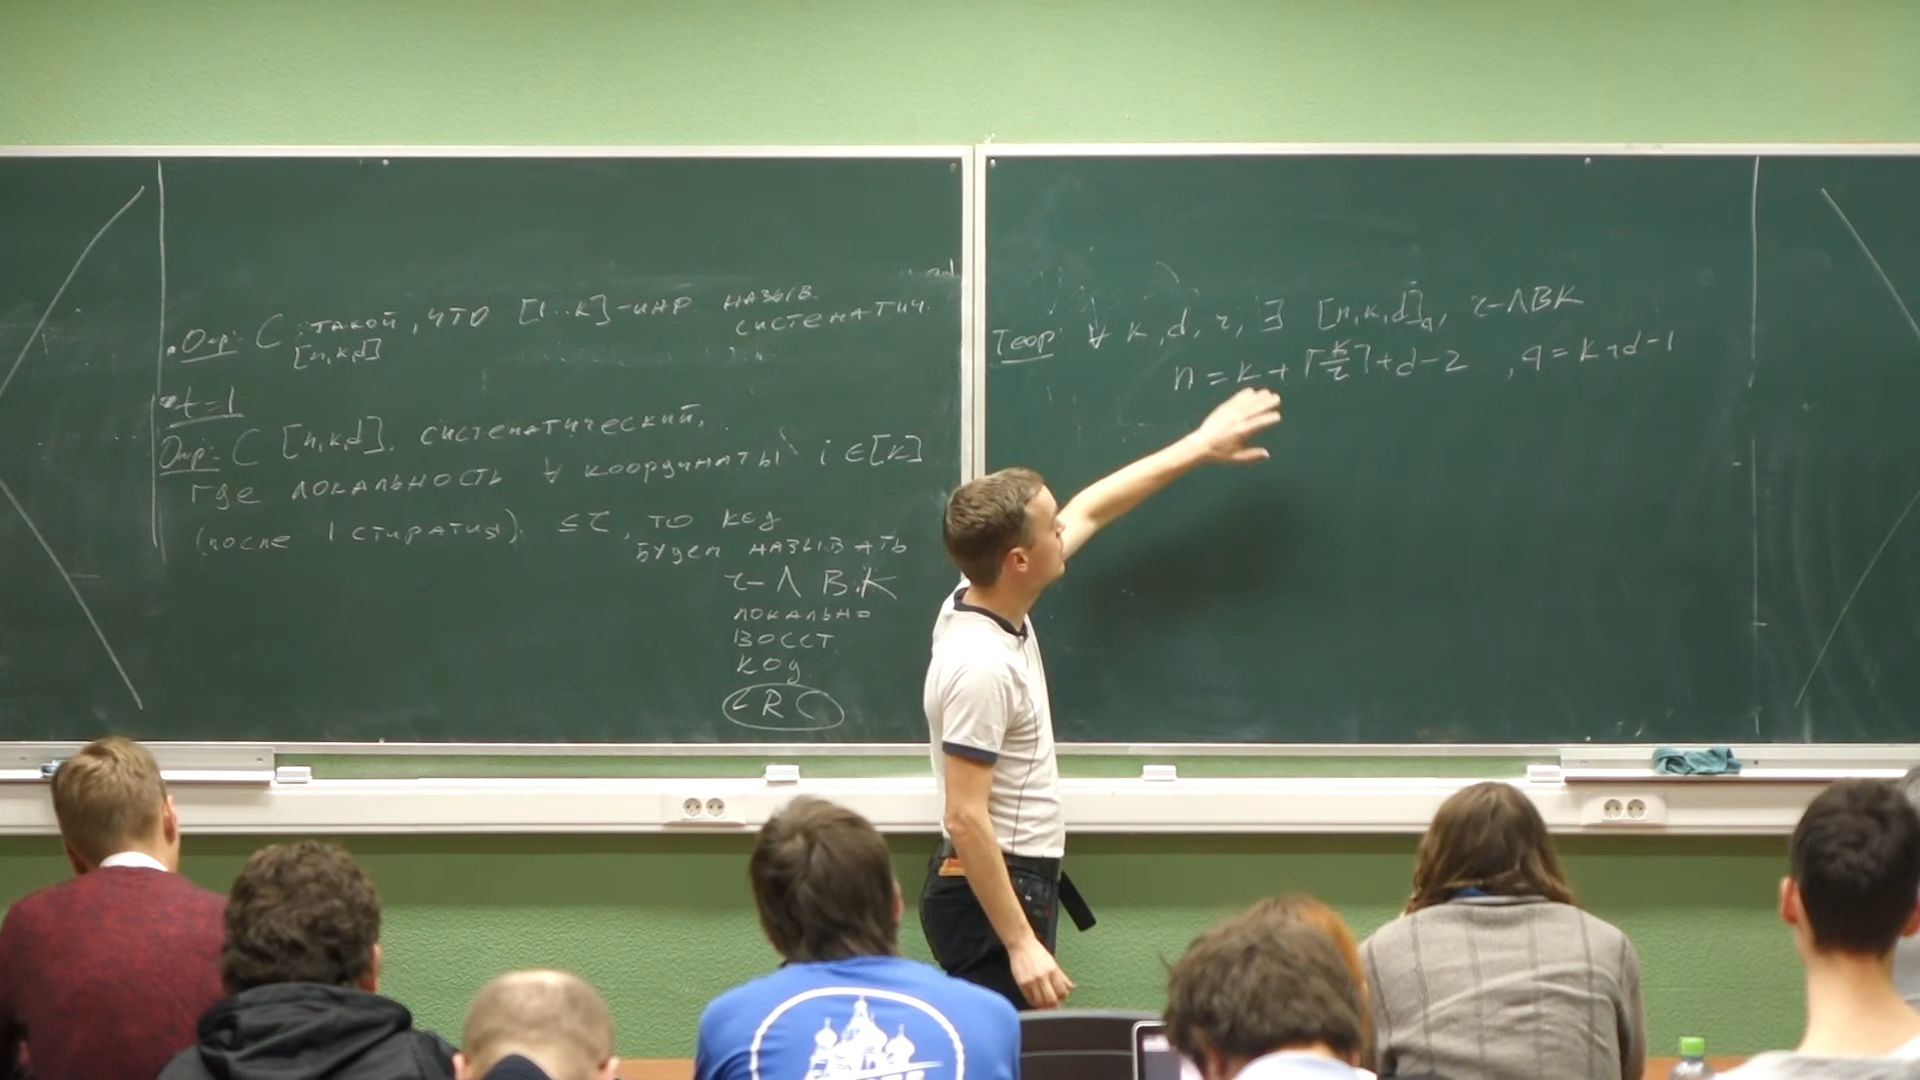 Опр: C такой, что [1..k]-инф. назыв.
[n,k,d] систематич.
t=1
Опр: C [n,k,d], систематический,
где локальность ∀ координаты i ∈ [k]
(после 1 стирания) ≤ r, то код
будем называть
r-ЛВК
локально
восст.
код.
LRC
Теор: ∀ k, d, r, ∃ [n,k,d]q, r-ЛВК
n = k + ⌈k/r⌉ + d - 2 , q = k+d-1